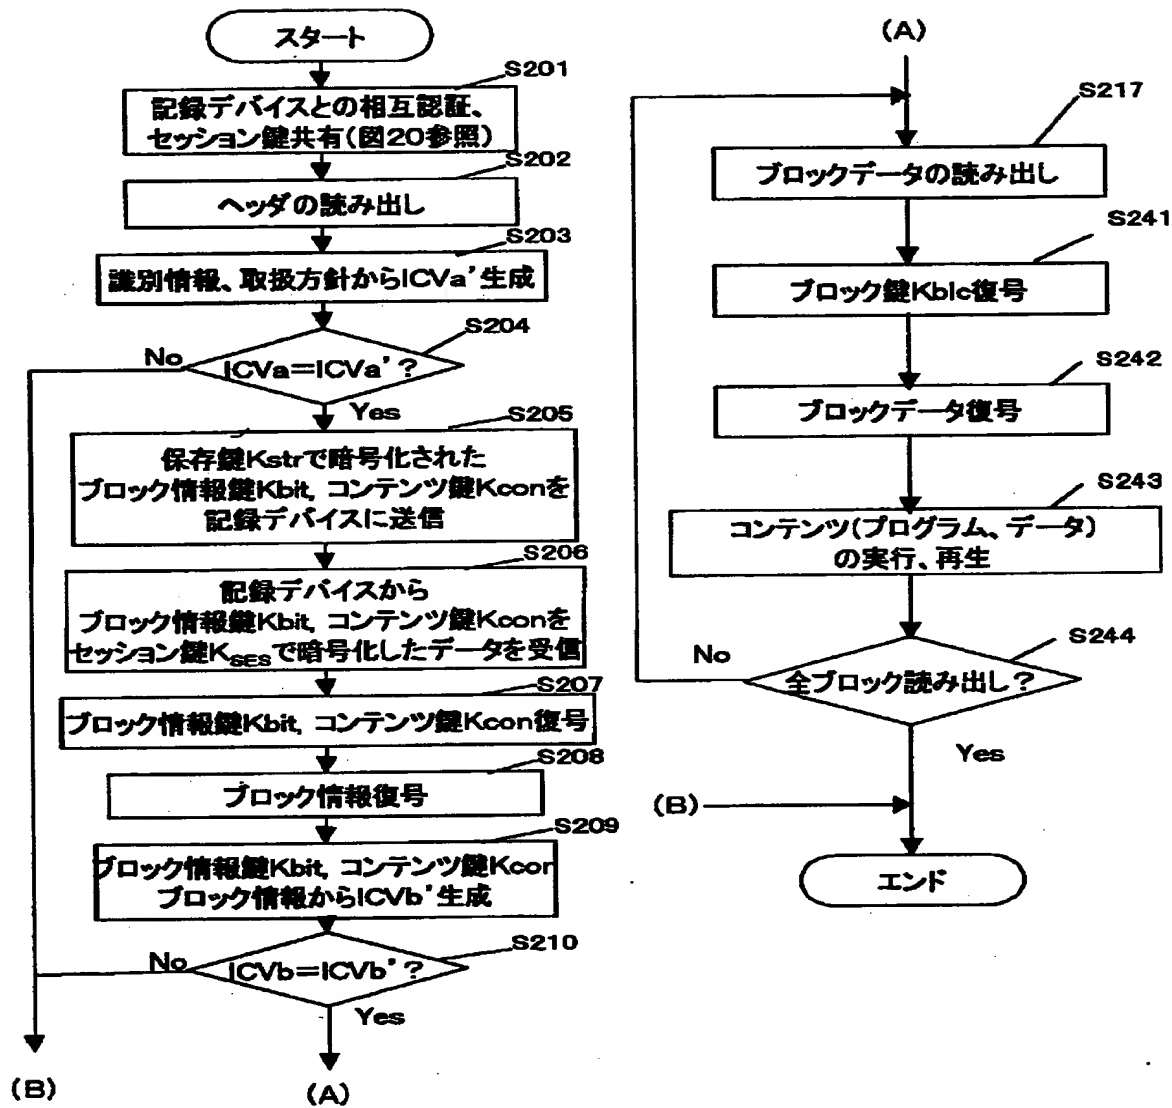 スタート
S201
記録デバイスとの相互認証、
セッション鍵共有(図20参照)
S202
ヘッダの読み出し
S203
識別情報、取扱方針からICVa'生成
S204
ICVa=ICVa'?
No
Yes
S205
保存鍵Kstrで暗号化された
ブロック情報鍵Kbit, コンテンツ鍵Kconを
記録デバイスに送信
S206
記録デバイスから
ブロック情報鍵Kbit, コンテンツ鍵Kconを
セッション鍵KSESで暗号化したデータを受信
S207
ブロック情報鍵Kbit, コンテンツ鍵Kcon復号
S208
ブロック情報復号
S209
ブロック情報鍵Kbit, コンテンツ鍵Kcon
ブロック情報からICVb'生成
S210
ICVb=ICVb'?
No
Yes
(B)
(A)
(A)
S217
ブロックデータの読み出し
S241
ブロック鍵Kblc復号
S242
ブロックデータ復号
S243
コンテンツ(プログラム、データ)
の実行、再生
S244
全ブロック読み出し?
No
Yes
(B)
エンド